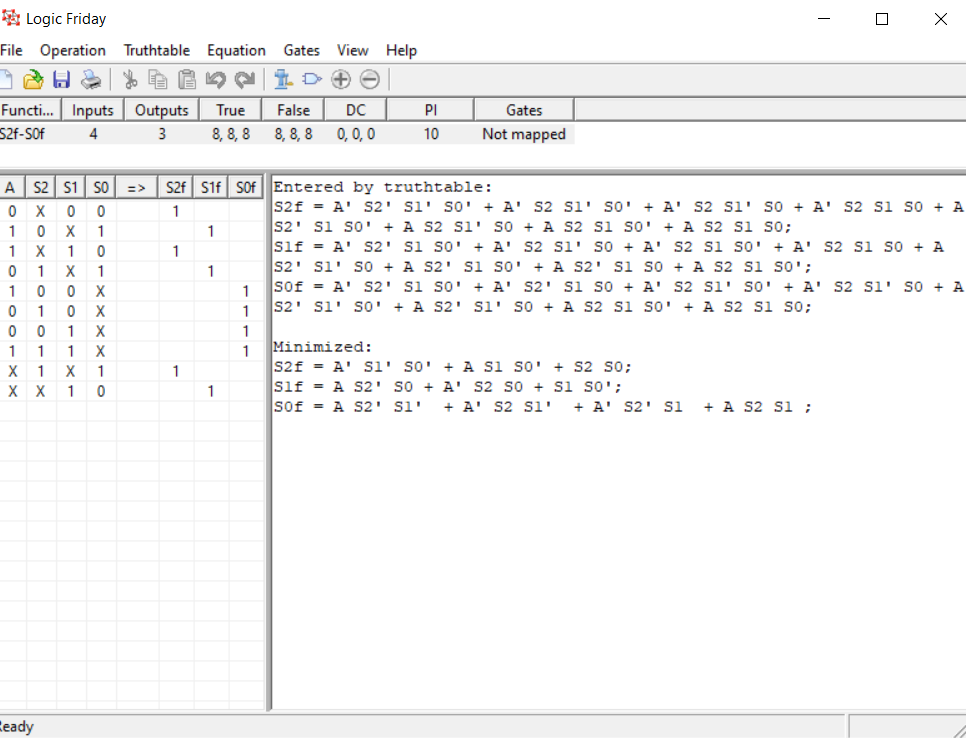 Logic Friday
File Operation Truthtable Equation Gates View Help
Functi... Inputs Outputs True False DC PI Gates
S2f-S0f 4 3 8, 8, 8 8, 8, 8 0, 0, 0 10 Not mapped
A S2 S1 S0 => S2f S1f S0f
0 X 0 0 1
1 0 X 1 1
1 X 1 0 1
0 1 X 1 1
1 0 0 X 1
0 1 0 X 1
0 0 1 X 1
1 1 1 X 1
X 1 X 1 1
X X 1 0 1
Entered by truthtable:
S2f = A' S2' S1' S0' + A' S2 S1' S0' + A' S2 S1' S0 + A' S2 S1 S0 + A
S2' S1 S0' + A S2 S1' S0 + A S2 S1 S0' + A S2 S1 S0;
S1f = A' S2' S1 S0' + A' S2 S1' S0 + A' S2 S1 S0' + A' S2 S1 S0 + A
S2' S1' S0 + A S2' S1 S0' + A S2' S1 S0 + A S2 S1 S0';
S0f = A' S2' S1 S0' + A' S2' S1 S0 + A' S2 S1' S0' + A' S2 S1' S0 + A
S2' S1' S0' + A S2' S1' S0 + A S2 S1 S0' + A S2 S1 S0;
Minimized:
S2f = A' S1' S0' + A S1 S0' + S2 S0;
S1f = A S2' S0 + A' S2 S0 + S1 S0';
S0f = A S2' S1' + A' S2 S1' + A' S2' S1 + A S2 S1 ;
Ready